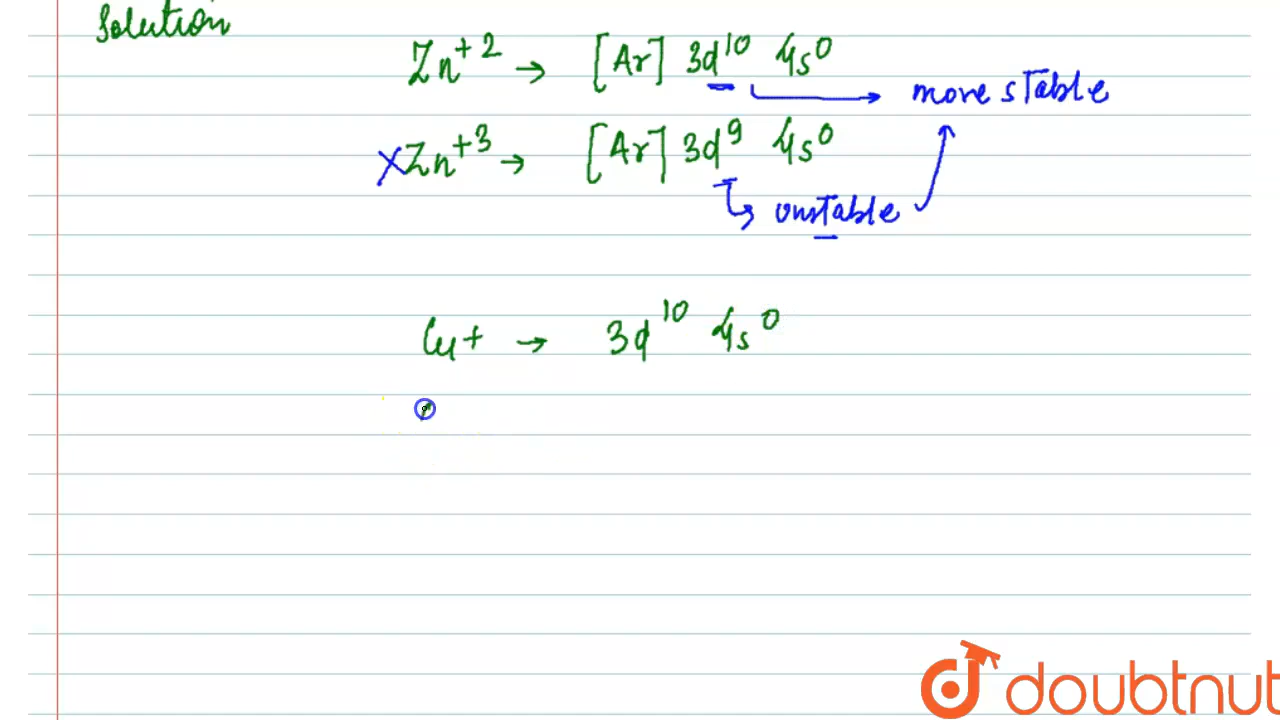 Solution
Zn⁺² → [Ar] 3d¹⁰ 4s⁰
more stable
xZn⁺³ → [Ar] 3d⁹ 4s⁰
unstable
Cu+ → 3d¹⁰ 4s⁰
doubtnut